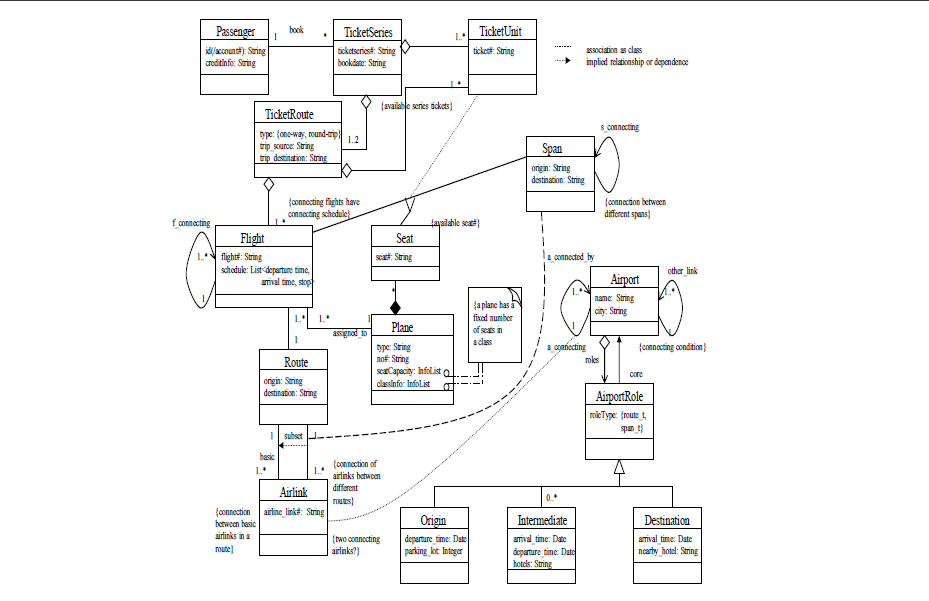 Passenger
id(/account#): String
creditInfo: String
1
book
*
TicketSeries
ticketseries#: String
bookdate: String
1..*
TicketUnit
ticket#: String
association as class
implied relationship or dependence
1..*
{available series tickets}
TicketRoute
type: {one-way, round-trip}
trip_source: String
trip_destination: String
1..2
s_connecting
Span
origin: String
destination: String
{connection between
different spans}
{connecting flights have
connecting schedule}
1..*
f_connecting
1..*
1
Flight
flight#: String
schedule: List<departure time,
arrival time, stop>
{available seat#}
Seat
seat#: String
*
a_connected_by
other_link
Airport
name: String
city: String
1..*
1
1..*
1
a_connecting
{connecting condition}
roles
core
{a plane has a
fixed number
of seats in
a class
1..*
1..*
1
assigned_to
1
Plane
type: String
no#: String
seatCapacity: InfoList
classInfo: InfoList
Route
origin: String
destination: String
AirportRole
roleType: {route_t,
span_t}
1
subset
1
basic
1..*
1..*
{connection of
airlinks between
different
routes}
Airlink
airline_link#: String
{connection
between basic
airlinks in a
route}
{two connecting
airlinks?}
0..*
Origin
departure_time: Date
parking_lot: Integer
Intermediate
arrival_time: Date
departure_time: Date
hotels: String
Destination
arrival_time: Date
nearby_hotel: String